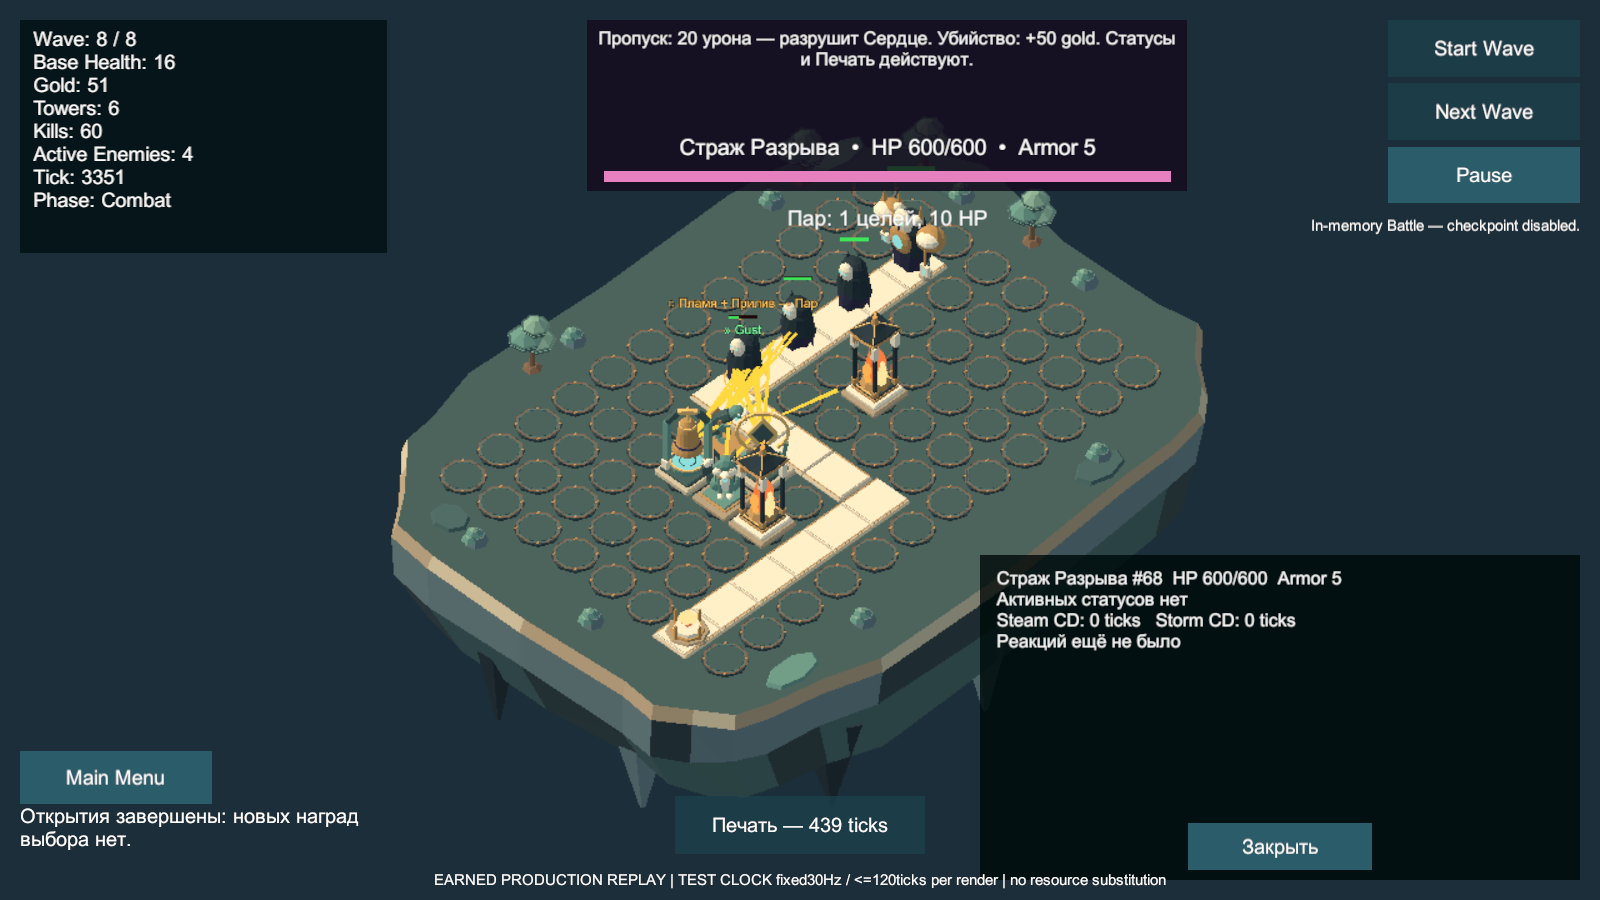 Wave: 8 / 8
Base Health: 16
Gold: 51
Towers: 6
Kills: 60
Active Enemies: 4
Tick: 3351
Phase: Combat
Пропуск: 20 урона — разрушит Сердце. Убийство: +50 gold. Статусы
и Печать действуют.
Страж Разрыва • HP 600/600 • Armor 5
Start Wave
Next Wave
Pause
In-memory Battle — checkpoint disabled.
Пар: 1 целей, 10 HP
Пламя + Прилив → Пар
» Gust
Страж Разрыва #68 HP 600/600 Armor 5
Активных статусов нет
Steam CD: 0 ticks Storm CD: 0 ticks
Реакций ещё не было
Закрыть
Main Menu
Открытия завершены: новых наград
выбора нет.
Печать — 439 ticks
EARNED PRODUCTION REPLAY | TEST CLOCK fixed30Hz / <=120ticks per render | no resource substitution